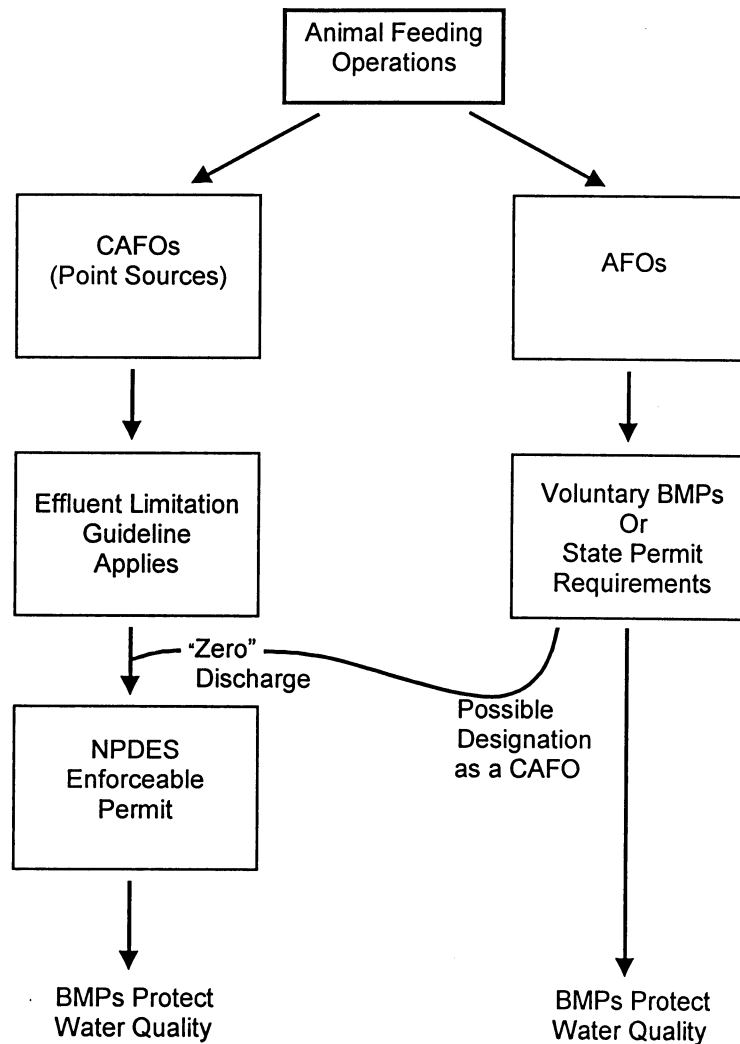 Animal Feeding
Operations
CAFOs
(Point Sources)
AFOs
Effluent Limitation
Guideline
Applies
Voluntary BMPs
Or
State Permit
Requirements
"Zero"
Discharge
Possible
Designation
as a CAFO
NPDES
Enforceable
Permit
BMPs Protect
Water Quality
BMPs Protect
Water Quality